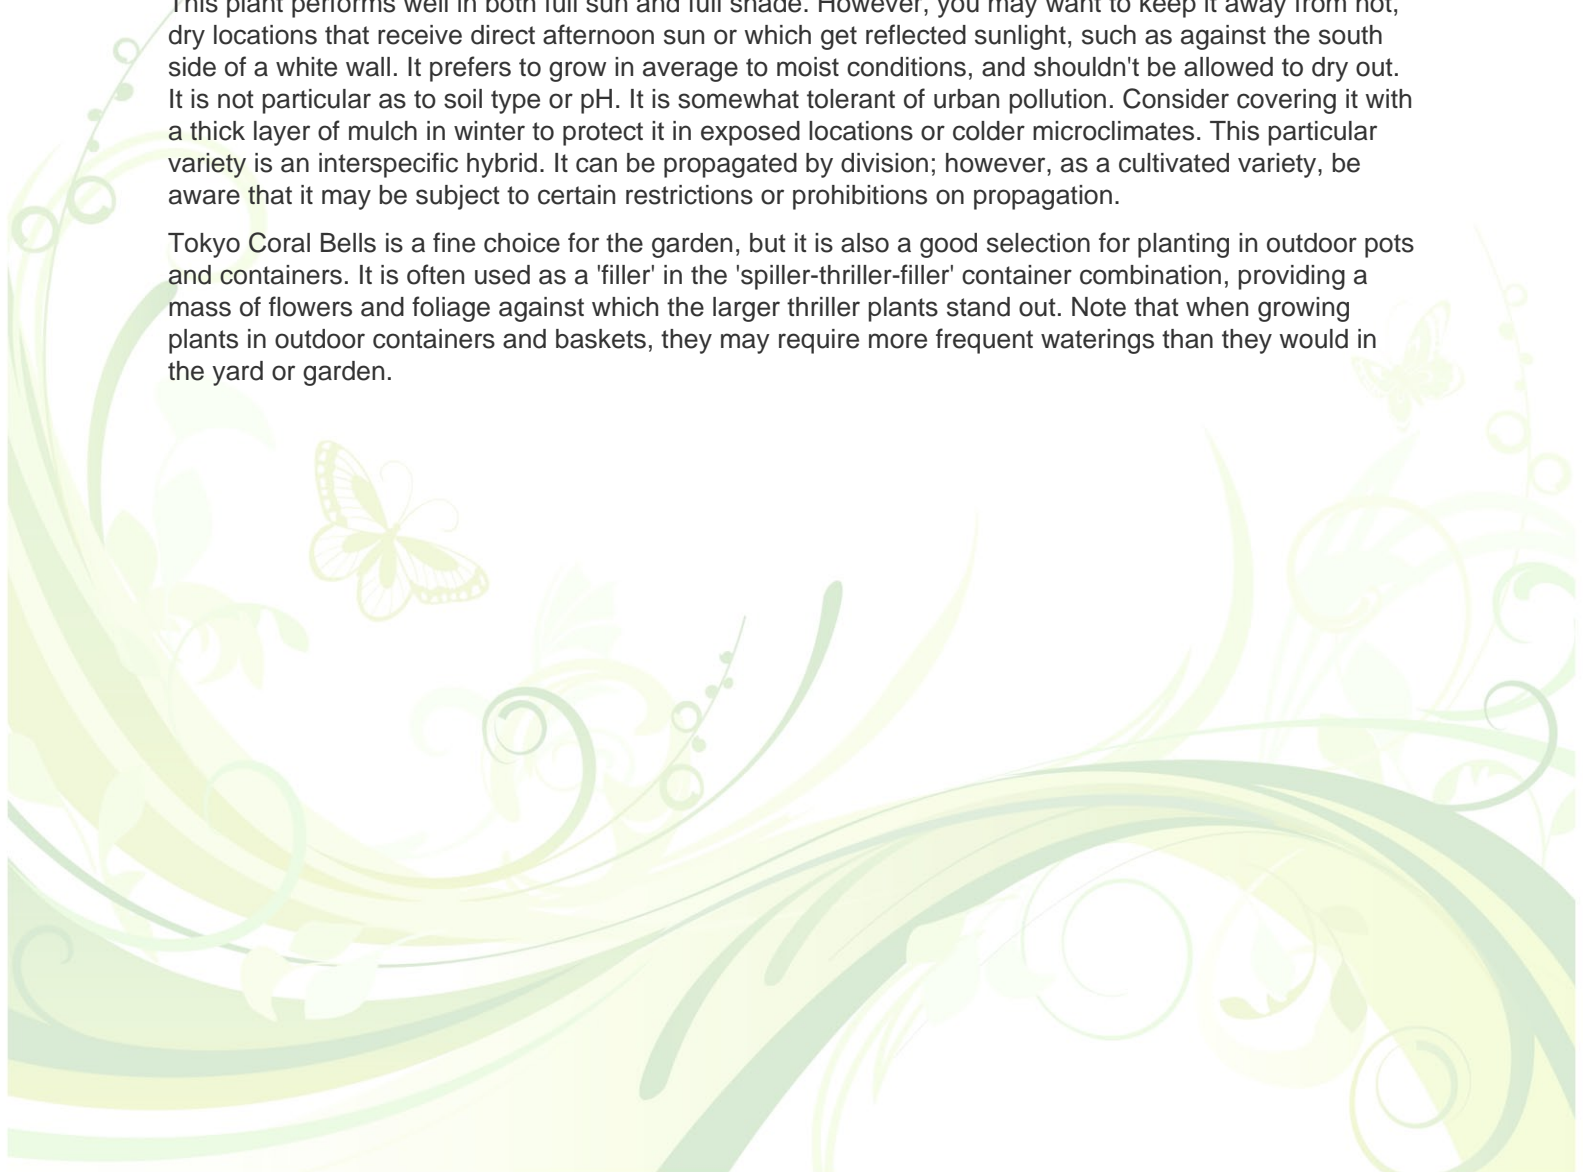 This plant performs well in both full sun and full shade. However, you may want to keep it away from hot,
dry locations that receive direct afternoon sun or which get reflected sunlight, such as against the south
side of a white wall. It prefers to grow in average to moist conditions, and shouldn't be allowed to dry out.
It is not particular as to soil type or pH. It is somewhat tolerant of urban pollution. Consider covering it with
a thick layer of mulch in winter to protect it in exposed locations or colder microclimates. This particular
variety is an interspecific hybrid. It can be propagated by division; however, as a cultivated variety, be
aware that it may be subject to certain restrictions or prohibitions on propagation.
Tokyo Coral Bells is a fine choice for the garden, but it is also a good selection for planting in outdoor pots
and containers. It is often used as a 'filler' in the 'spiller-thriller-filler' container combination, providing a
mass of flowers and foliage against which the larger thriller plants stand out. Note that when growing
plants in outdoor containers and baskets, they may require more frequent waterings than they would in
the yard or garden.